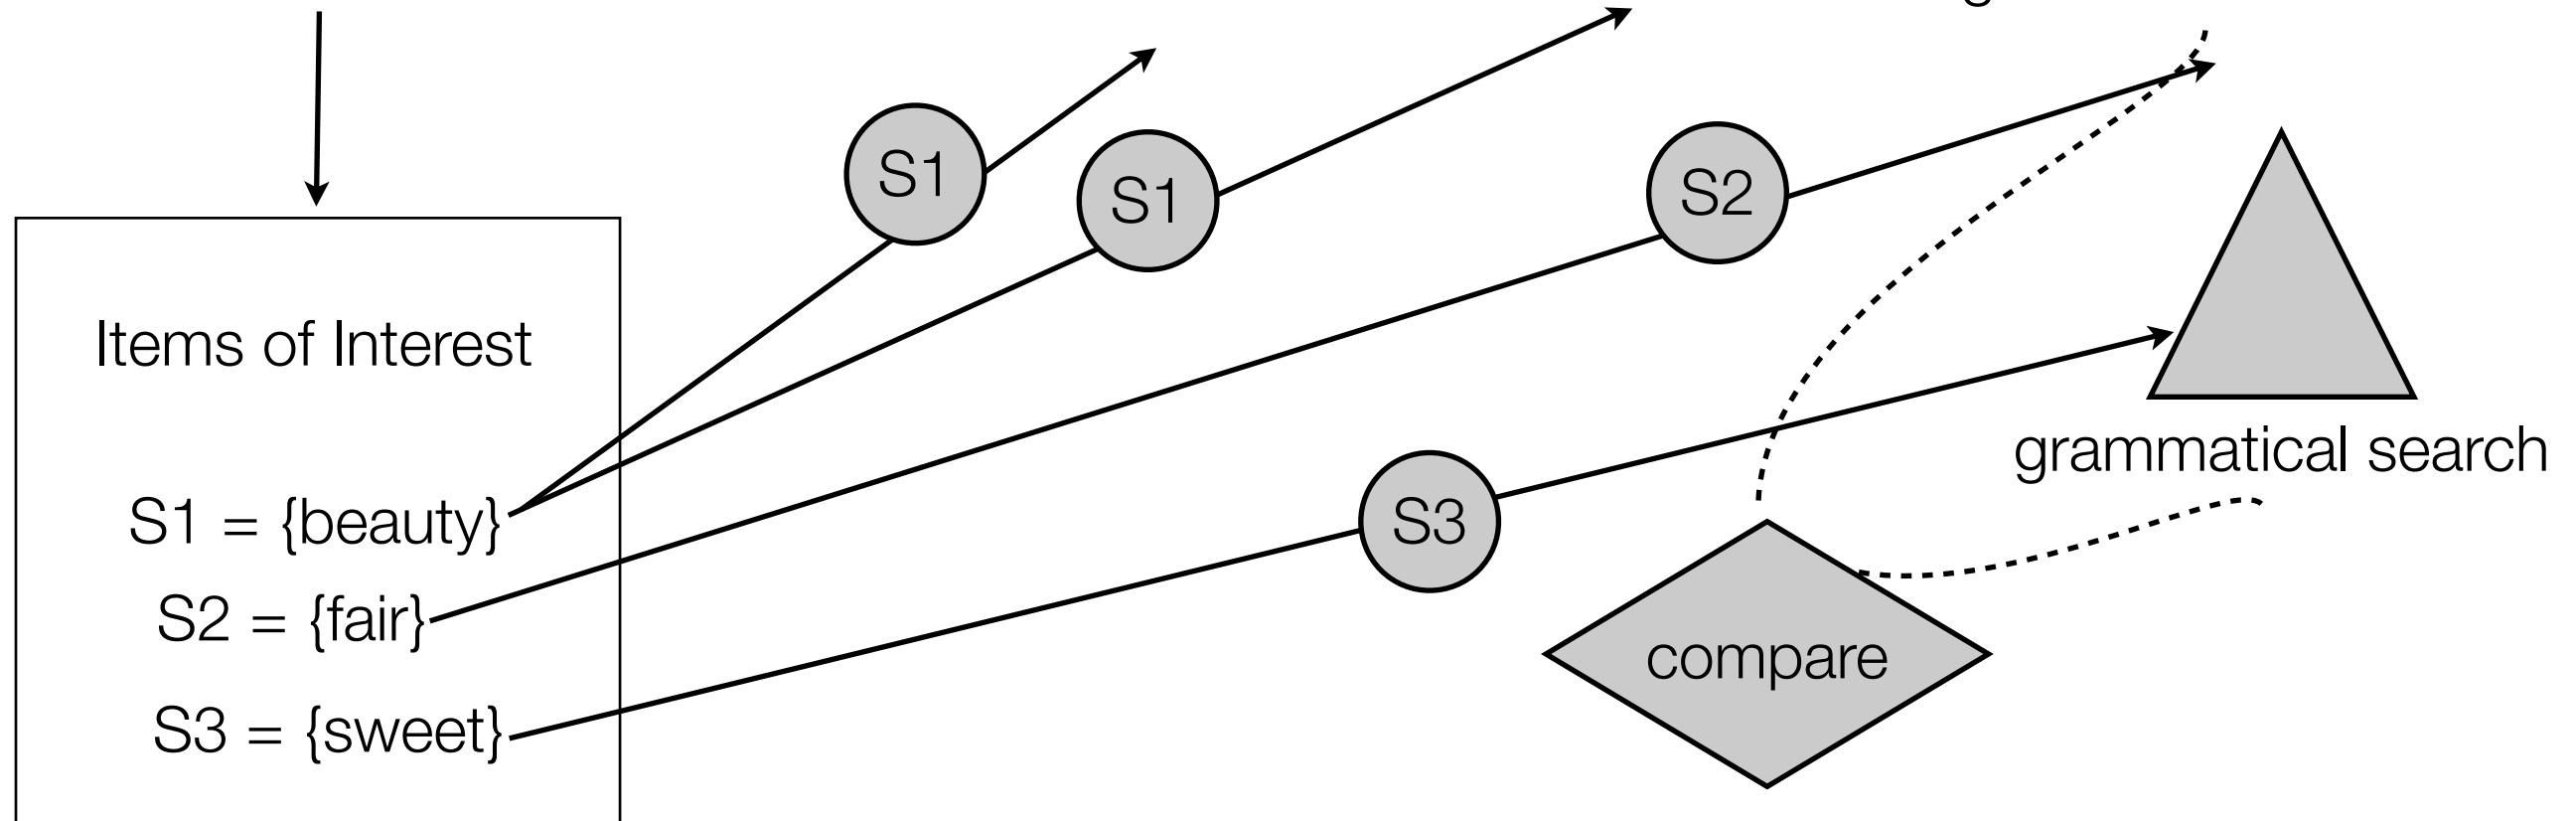 S1
S1
S2
Items of Interest
grammatical search
S1 = {beauty}
S3
S2 = {fair}
compare
S3 = {sweet}